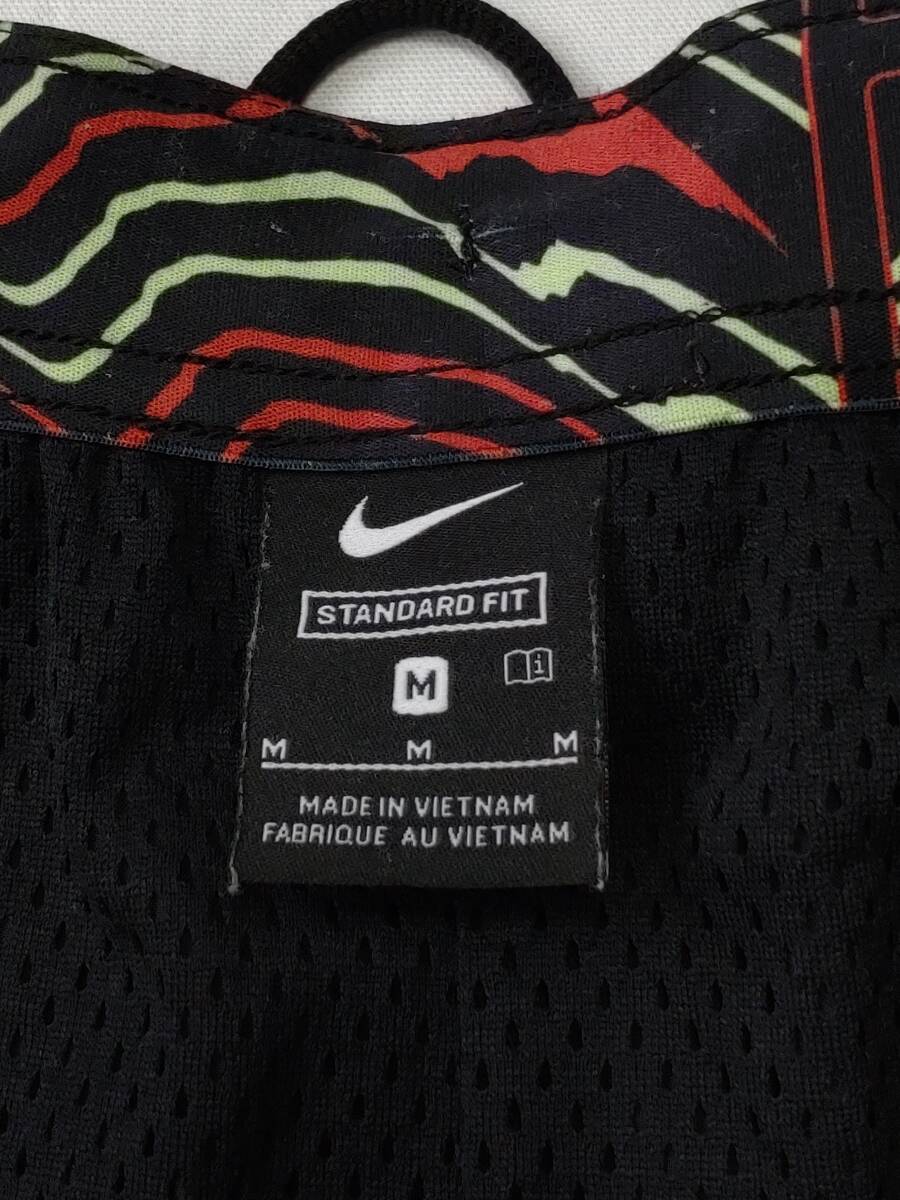 STANDARD FIT
M
i
M M M
MADE IN VIETNAM
FABRIQUE AU VIETNAM